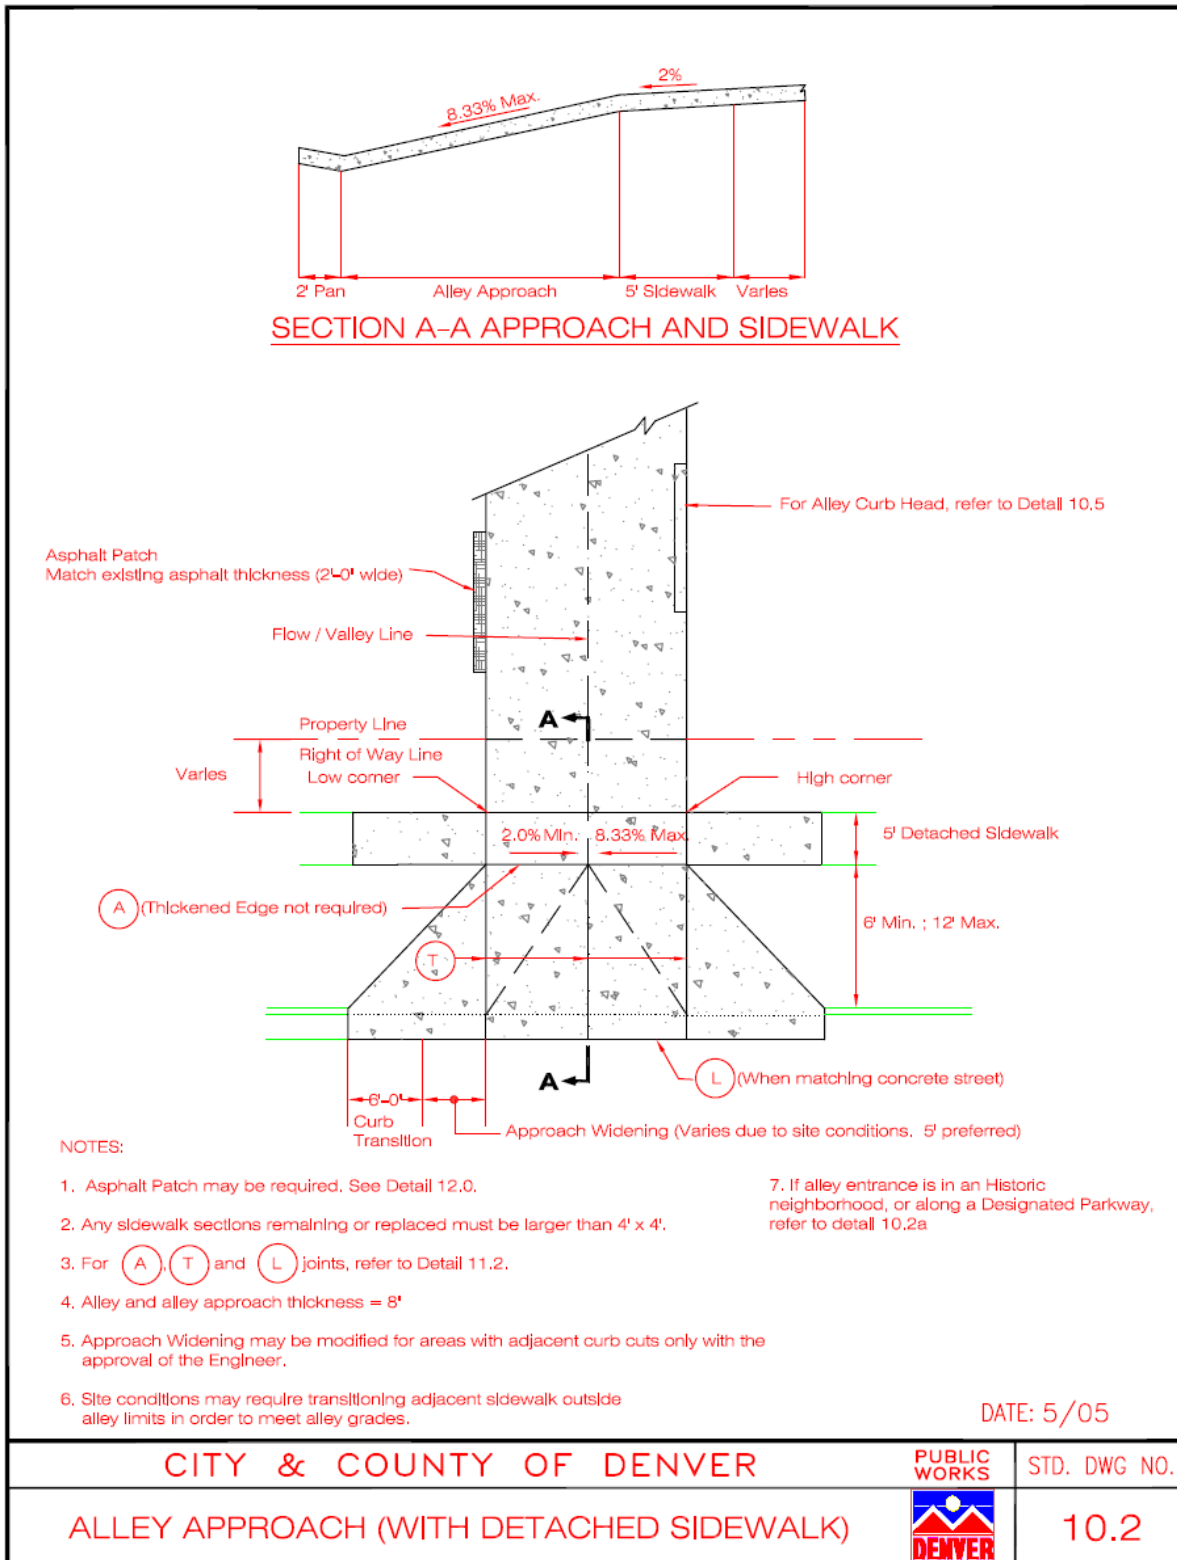 2%
8.33% Max.
2' Pan
Alley Approach
5' Sidewalk
Varies
SECTION A-A APPROACH AND SIDEWALK
For Alley Curb Head, refer to Detail 10.5
Asphalt Patch
Match existing asphalt thickness (2'-0" wide)
Flow / Valley Line
A
Property Line
Right of Way Line
Varies
Low corner
High corner
2.0% Min.
8.33% Max.
5' Detached Sidewalk
A (Thickened Edge not required)
6' Min. ; 12' Max.
T
A
L (When matching concrete street)
6'-0"
Curb
Transition
Approach Widening (Varies due to site conditions. 5' preferred)
NOTES:
1. Asphalt Patch may be required. See Detail 12.0.
2. Any sidewalk sections remaining or replaced must be larger than 4' x 4'.
3. For A, T and L joints, refer to Detail 11.2.
4. Alley and alley approach thickness = 8"
5. Approach Widening may be modified for areas with adjacent curb cuts only with the
approval of the Engineer.
6. Site conditions may require transitioning adjacent sidewalk outside
alley limits in order to meet alley grades.
7. If alley entrance is in an Historic
neighborhood, or along a Designated Parkway,
refer to detail 10.2a
DATE: 5/05
CITY & COUNTY OF DENVER
PUBLIC
WORKS
STD. DWG NO.
ALLEY APPROACH (WITH DETACHED SIDEWALK)
DENVER
10.2